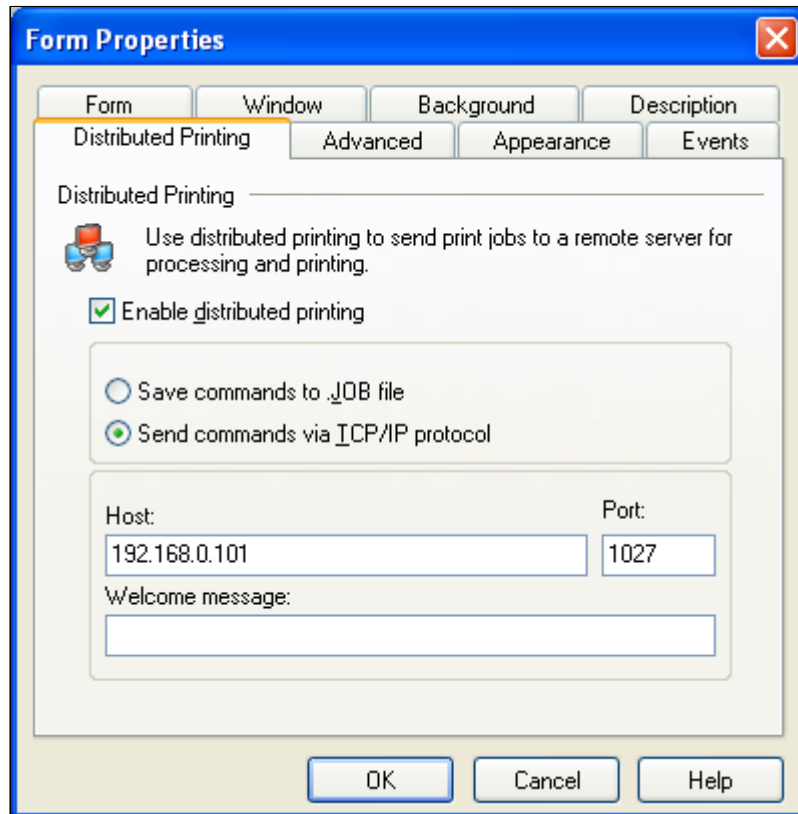 Form Properties
Form Window Background Description
Distributed Printing Advanced Appearance Events
Distributed Printing
Use distributed printing to send print jobs to a remote server for
processing and printing.
Enable distributed printing
Save commands to .JOB file
Send commands via TCP/IP protocol
Host: Port:
192.168.0.101 1027
Welcome message:
OK Cancel Help